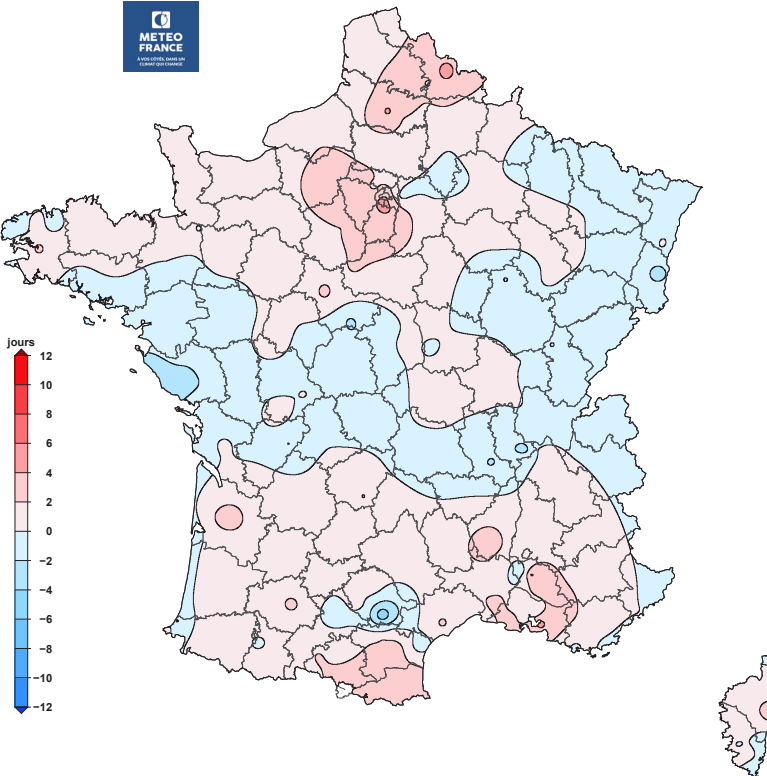 METEO
FRANCE
À VOS CÔTÉS, DANS UN
CLIMAT QUI CHANGE
jours
12
10
8
6
4
2
0
−2
−4
−6
−8
−10
−12